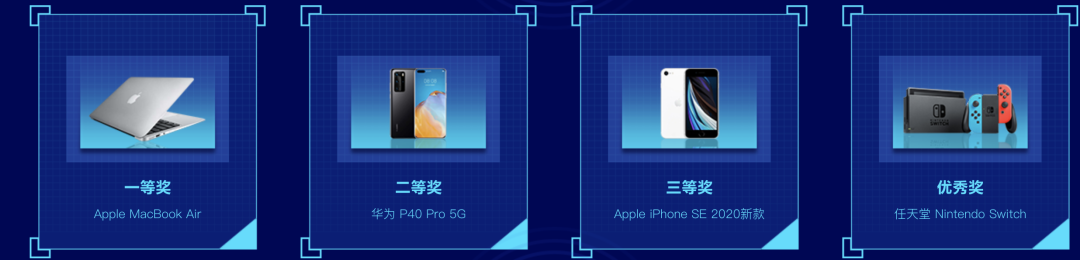 一等奖
Apple MacBook Air
二等奖
华为 P40 Pro 5G
三等奖
Apple iPhone SE 2020新款
优秀奖
任天堂 Nintendo Switch